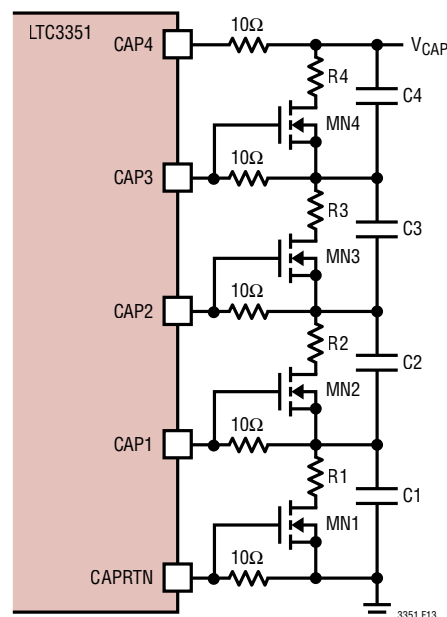 LTC3351
CAP4
10Ω
V_CAP
R4
C4
MN4
10Ω
CAP3
R3
C3
MN3
10Ω
CAP2
R2
C2
MN2
10Ω
CAP1
R1
C1
MN1
10Ω
CAPRTN
3351 F13